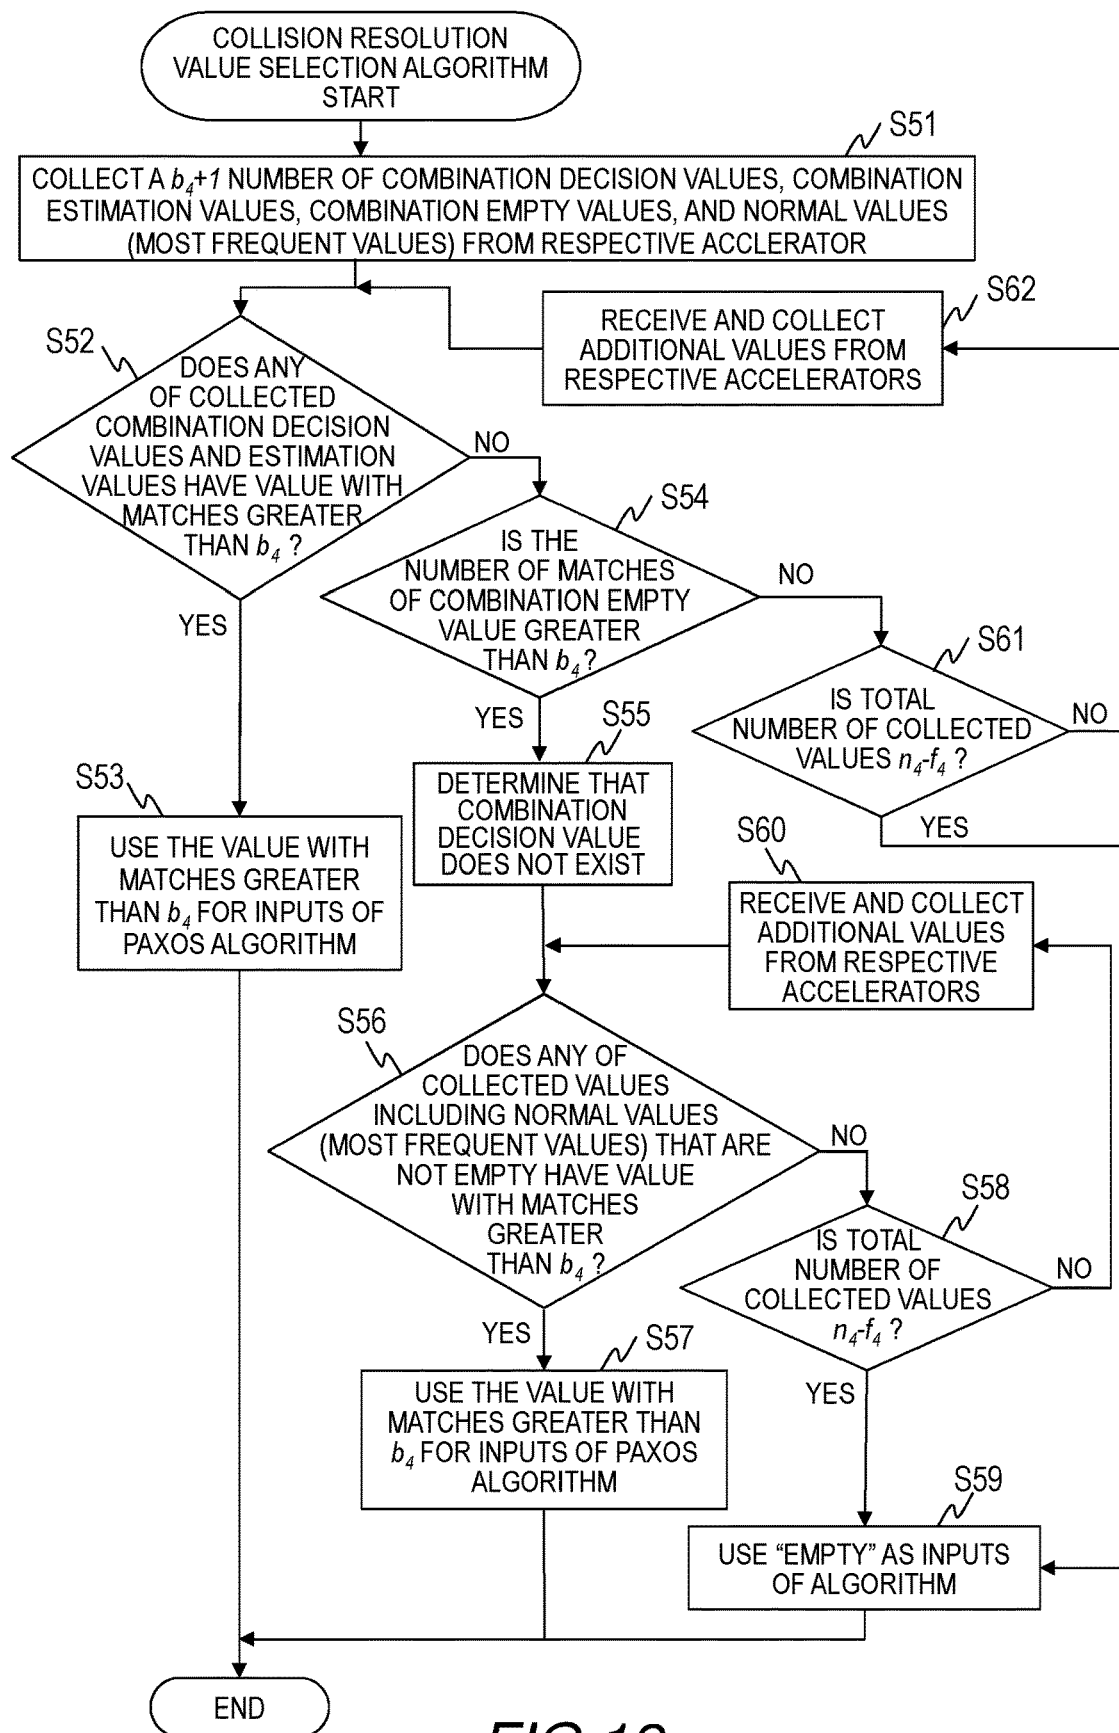 COLLISION RESOLUTION
VALUE SELECTION ALGORITHM
START
S51
COLLECT A b4+1 NUMBER OF COMBINATION DECISION VALUES, COMBINATION
ESTIMATION VALUES, COMBINATION EMPTY VALUES, AND NORMAL VALUES
(MOST FREQUENT VALUES) FROM RESPECTIVE ACCLERATOR
S62
RECEIVE AND COLLECT
ADDITIONAL VALUES FROM
RESPECTIVE ACCELERATORS
S52
DOES ANY
OF COLLECTED
COMBINATION DECISION
VALUES AND ESTIMATION
VALUES HAVE VALUE WITH
MATCHES GREATER
THAN b4 ?
NO
YES
S54
IS THE
NUMBER OF MATCHES
OF COMBINATION EMPTY
VALUE GREATER
THAN b4?
NO
YES
S61
IS TOTAL
NUMBER OF COLLECTED
VALUES n4-f4 ?
NO
YES
S53
USE THE VALUE WITH
MATCHES GREATER
THAN b4 FOR INPUTS OF
PAXOS ALGORITHM
S55
DETERMINE THAT
COMBINATION
DECISION VALUE
DOES NOT EXIST
S60
RECEIVE AND COLLECT
ADDITIONAL VALUES
FROM RESPECTIVE
ACCELERATORS
S56
DOES ANY OF
COLLECTED VALUES
INCLUDING NORMAL VALUES
(MOST FREQUENT VALUES) THAT ARE
NOT EMPTY HAVE VALUE
WITH MATCHES
GREATER
THAN b4 ?
NO
YES
S58
IS TOTAL
NUMBER OF
COLLECTED VALUES
n4-f4 ?
NO
YES
S57
USE THE VALUE WITH
MATCHES GREATER THAN
b4 FOR INPUTS OF PAXOS
ALGORITHM
S59
USE “EMPTY” AS INPUTS
OF ALGORITHM
END